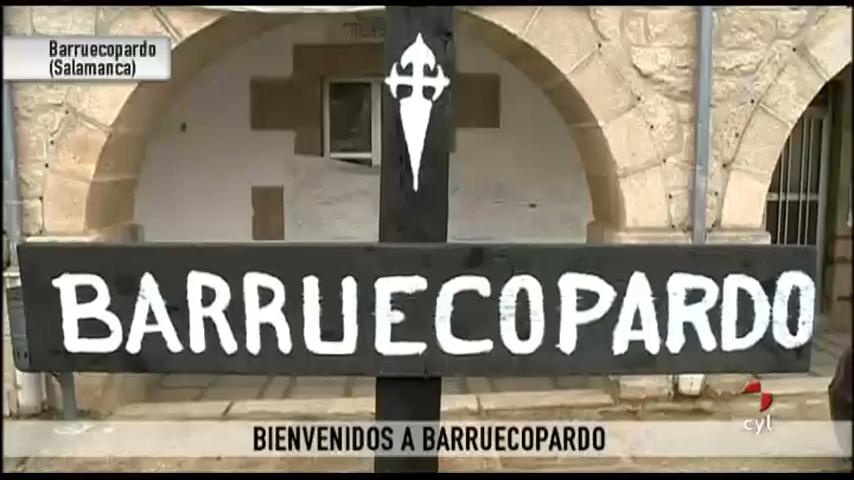 Barruecopardo
(Salamanca)
BARRUECOPARDO
cyl
BIENVENIDOS A BARRUECOPARDO